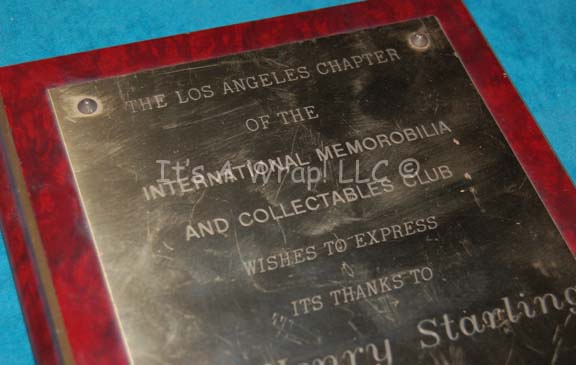 THE LOS ANGELES CHAPTER
OF THE
INTERNATIONAL MEMOROBILIA
AND COLLECTABLES CLUB
WISHES TO EXPRESS
ITS THANKS TO
Henry Starling
It's A Wrap! LLC ©